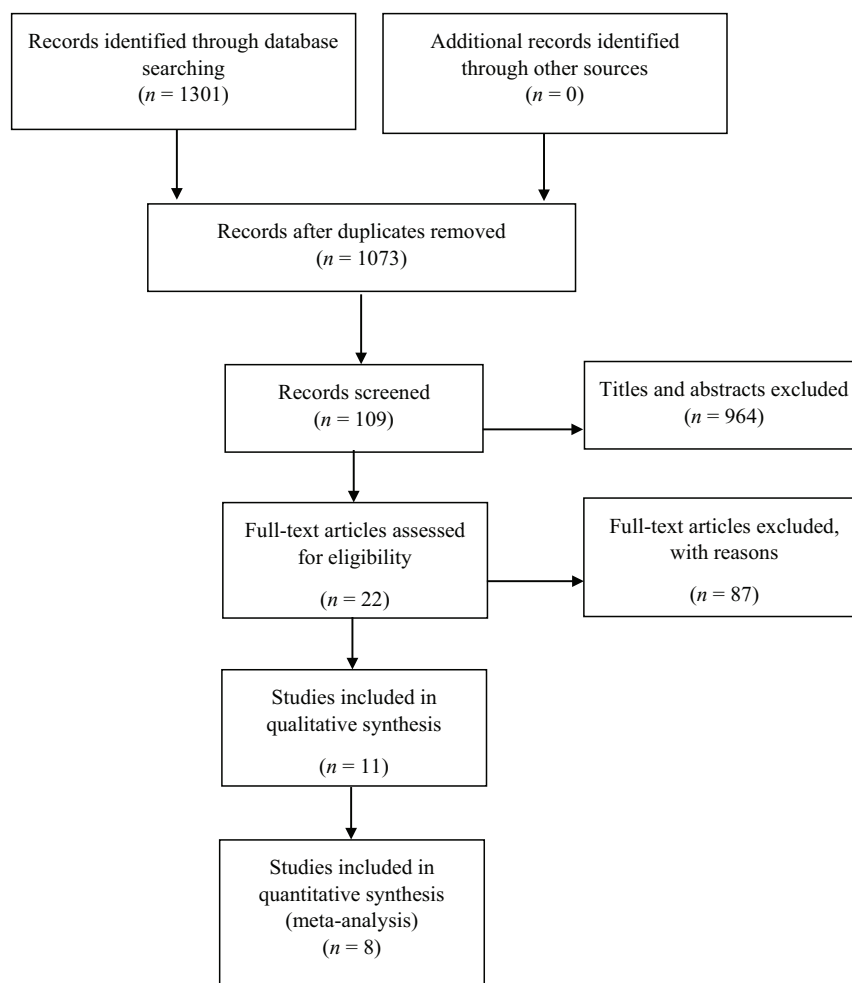 Records identified through database
searching
(n = 1301)
Additional records identified
through other sources
(n = 0)
Records after duplicates removed
(n = 1073)
Records screened
(n = 109)
Titles and abstracts excluded
(n = 964)
Full-text articles assessed
for eligibility
(n = 22)
Full-text articles excluded,
with reasons
(n = 87)
Studies included in
qualitative synthesis
(n = 11)
Studies included in
quantitative synthesis
(meta-analysis)
(n = 8)